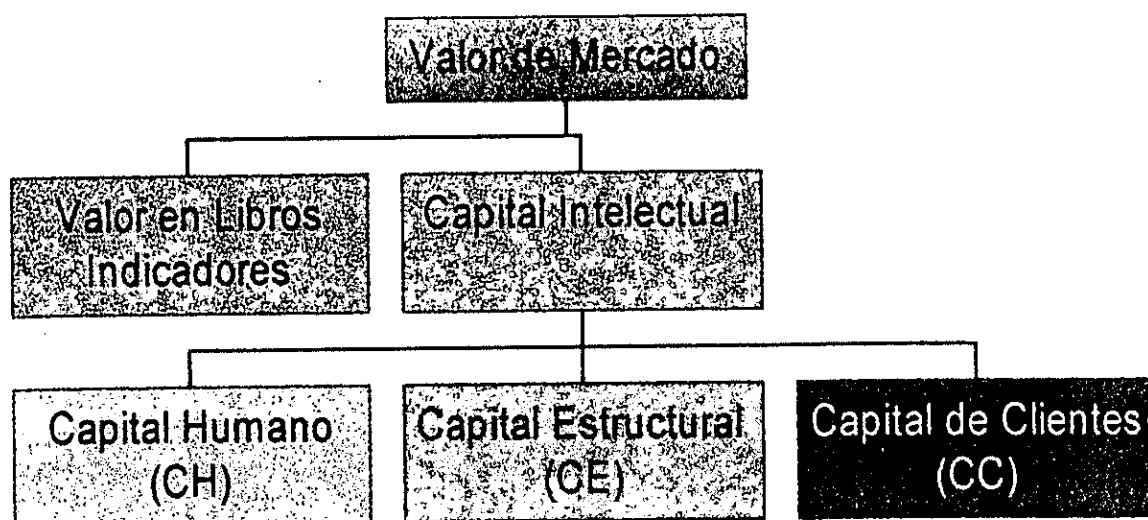 Valor de Mercado
Valor en Libros
Indicadores
Capital Intelectual
Capital Humano
(CH)
Capital Estructural
(CE)
Capital de Clientes
(CC)